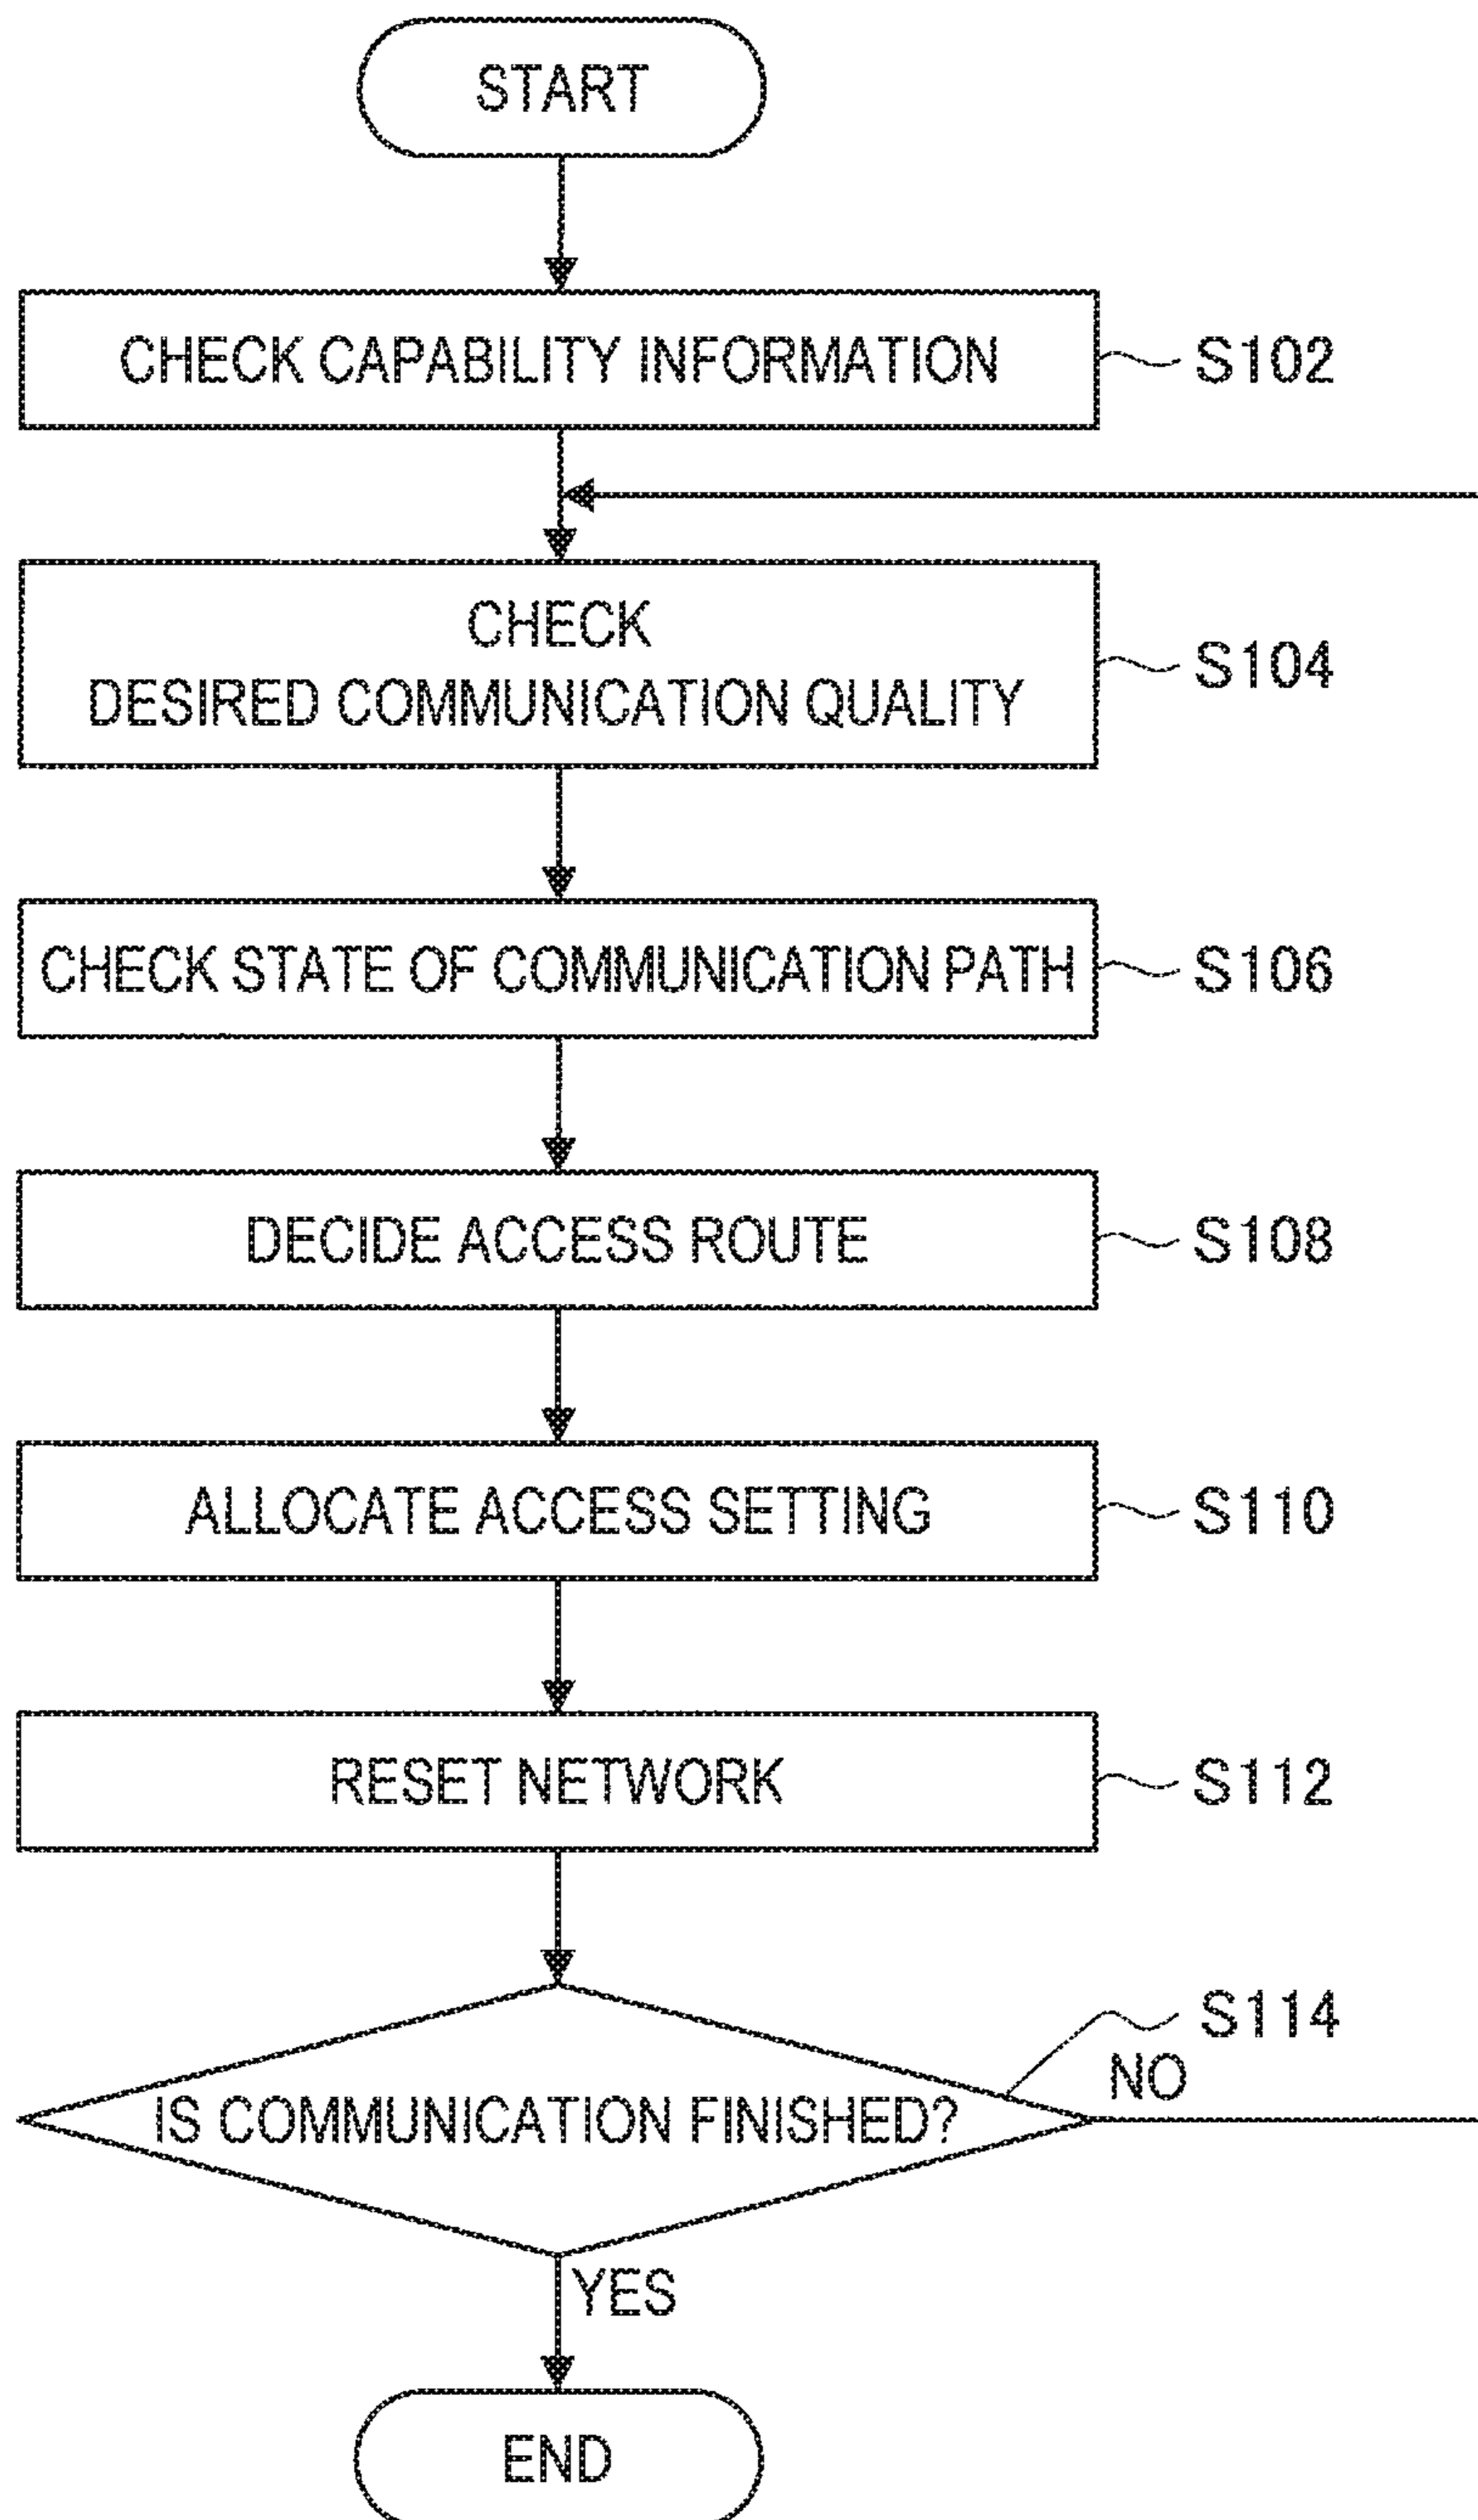 START
CHECK CAPABILITY INFORMATION
S102
CHECK
DESIRED COMMUNICATION QUALITY
S104
CHECK STATE OF COMMUNICATION PATH
S106
DECIDE ACCESS ROUTE
S108
ALLOCATE ACCESS SETTING
S110
RESET NETWORK
S112
S114
NO
IS COMMUNICATION FINISHED?
YES
END